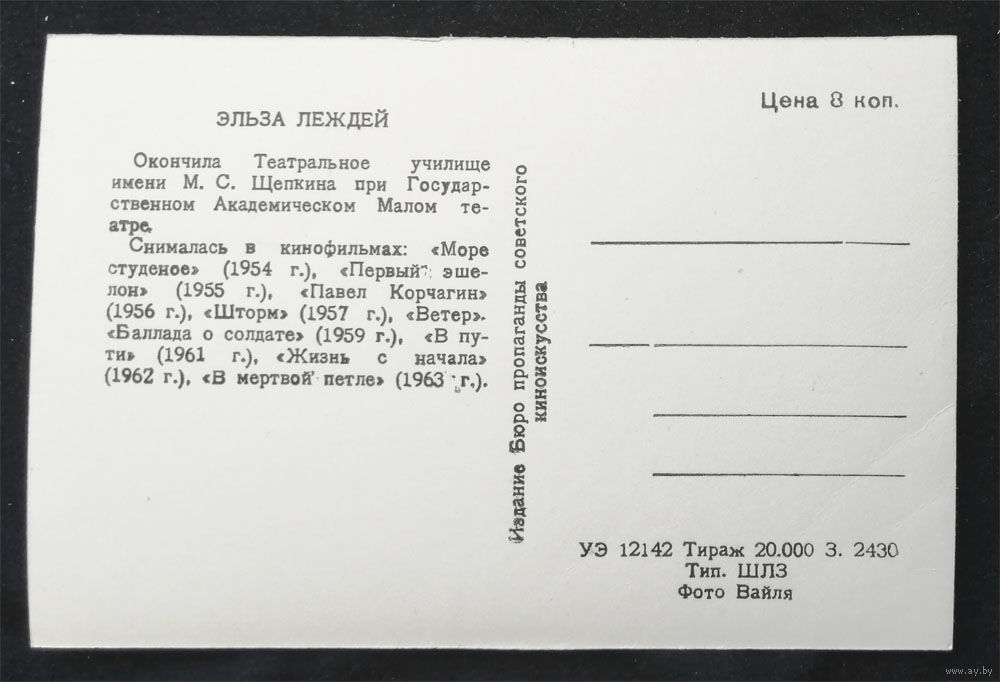 ЭЛЬЗА ЛЕЖДЕЙ
Окончила Театральное училище
имени М. С. Щепкина при Государ-
ственном Академическом Малом те-
атре.
Снималась в кинофильмах: «Море
студеное» (1954 г.), «Первый эше-
лон» (1955 г.), «Павел Корчагин»
(1956 г.), «Шторм» (1957 г.), «Ветер».
«Баллада о солдате» (1959 г.), «В пу-
ти» (1961 г.), «Жизнь с начала»
(1962 г.), «В мертвой петле» (1963 г.).
Издание Бюро пропаганды советского
киноискусства
Цена 8 коп.
УЭ 12142 Тираж 20.000 З. 2430
Тип. ШЛЗ
Фото Вайля
www.ay.by